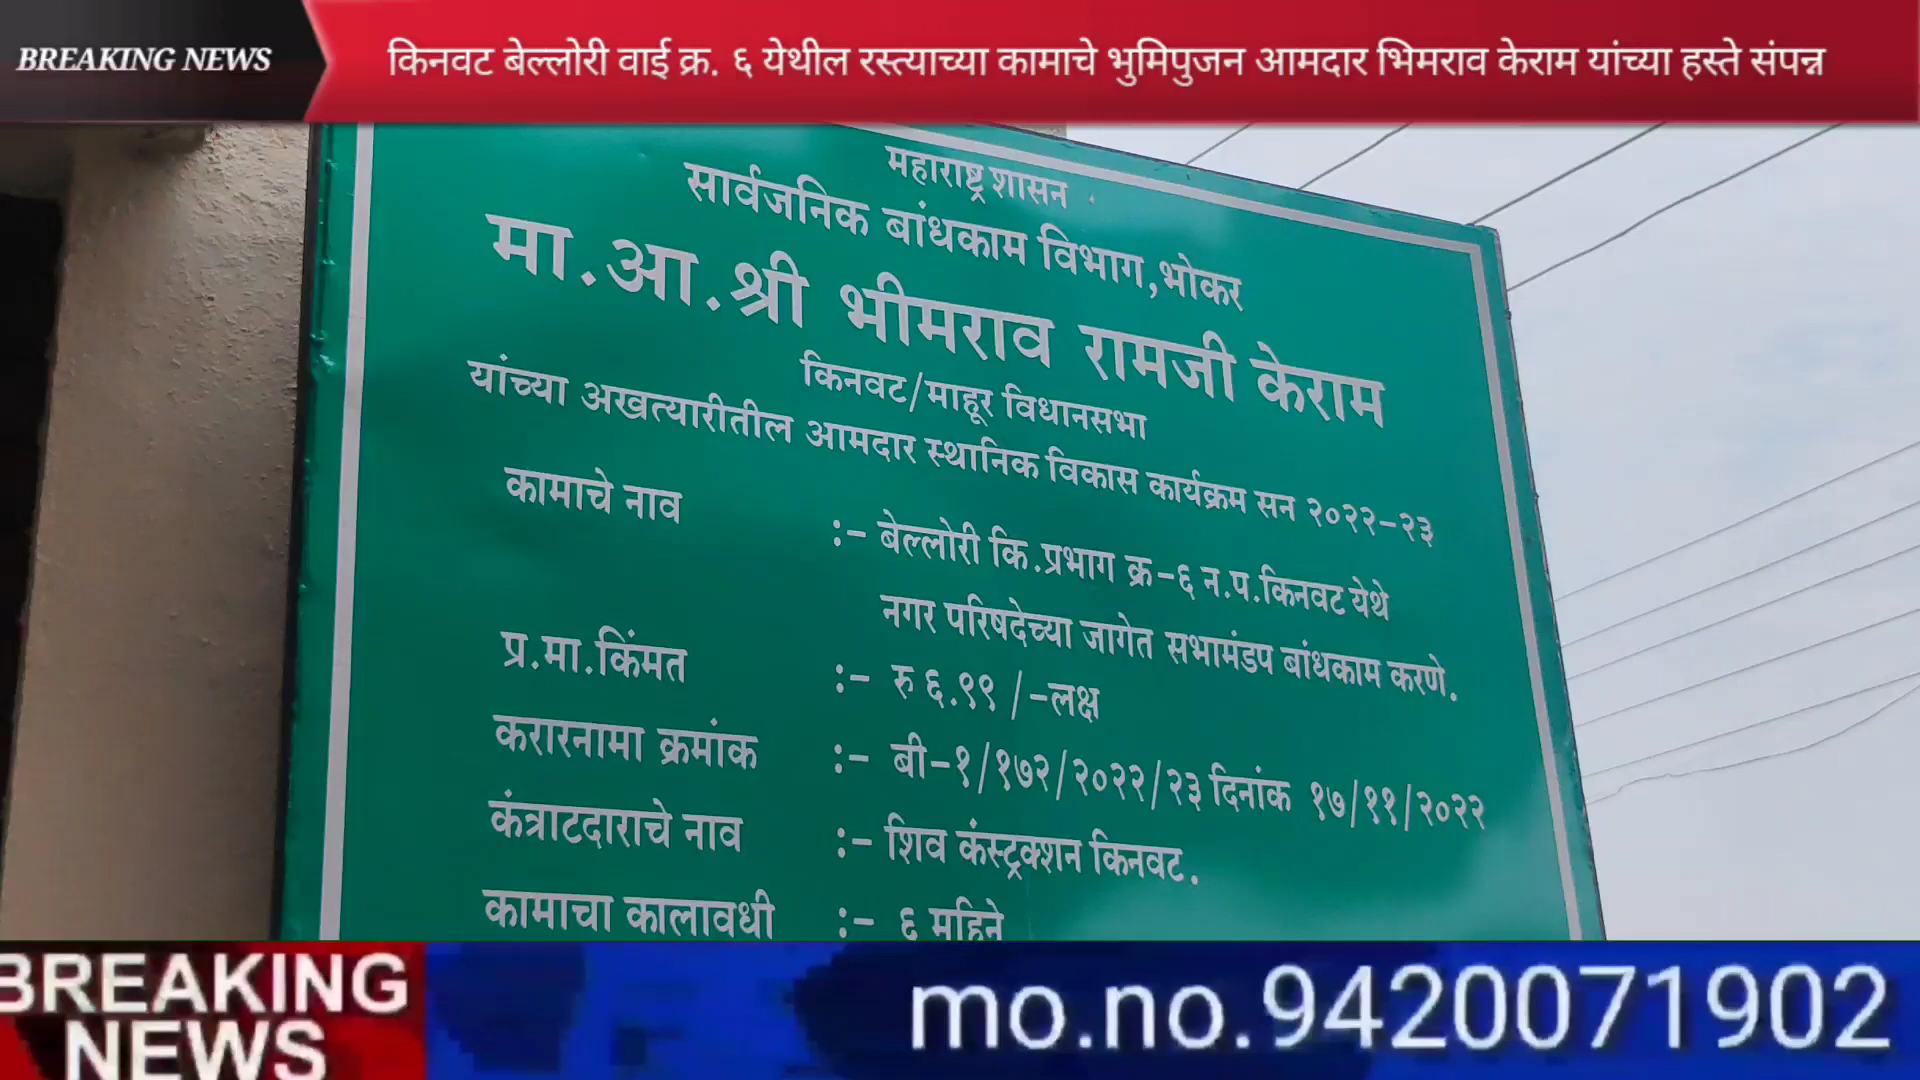 BREAKING NEWS
किनवट बेल्लोरी वाई क्र. ६ येथील रस्त्याच्या कामाचे भुमिपुजन आमदार भिमराव केराम यांच्या हस्ते संपन्न
महाराष्ट्र शासन
सार्वजनिक बांधकाम विभाग,भोकर
मा.आ.श्री भीमराव रामजी केराम
किनवट/माहूर विधानसभा
यांच्या अखत्यारीतील आमदार स्थानिक विकास कार्यक्रम सन २०२२-२३
कामाचे नाव :- बेल्लोरी कि.प्रभाग क्र-६ न.प.किनवट येथे
नगर परिषदेच्या जागेत सभामंडप बांधकाम करणे.
प्र.मा.किंमत :- रु ६.९९ /-लक्ष
करारनामा क्रमांक :- बी-१/१७२/२०२२/२३ दिनांक १७/११/२०२२
कंत्राटदाराचे नाव :- शिव कंस्ट्रक्शन किनवट.
कामाचा कालावधी :- ६ महिने
BREAKING
NEWS
mo.no.9420071902